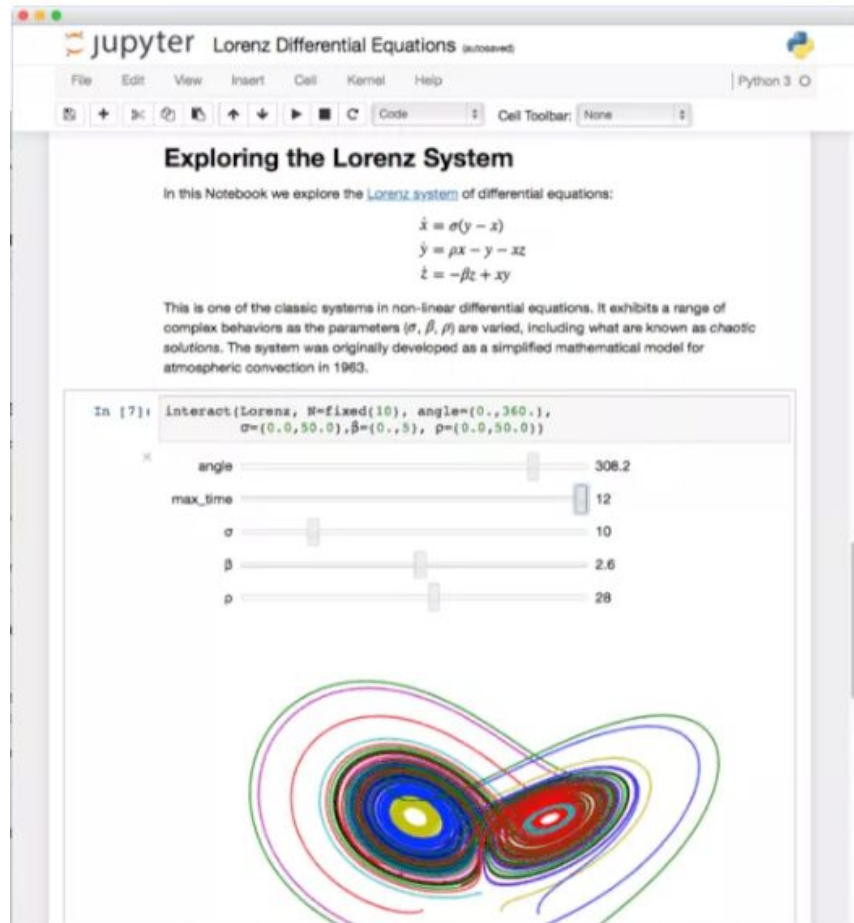 jupyter Lorenz Differential Equations (autosaved)
File Edit View Insert Cell Kernel Help Python 3
Code Cell Toolbar: None
Exploring the Lorenz System
In this Notebook we explore the Lorenz system of differential equations:
ẋ = σ(y − x)
ẏ = ρx − y − xz
ż = −βz + xy
This is one of the classic systems in non-linear differential equations. It exhibits a range of
complex behaviors as the parameters (σ, β, ρ) are varied, including what are known as chaotic
solutions. The system was originally developed as a simplified mathematical model for
atmospheric convection in 1963.
In [7]: interact(Lorenz, N=fixed(10), angle=(0.,360.),
σ=(0.0,50.0),β=(0.,5), ρ=(0.0,50.0))
angle 308.2
max_time 12
σ 10
β 2.6
ρ 28